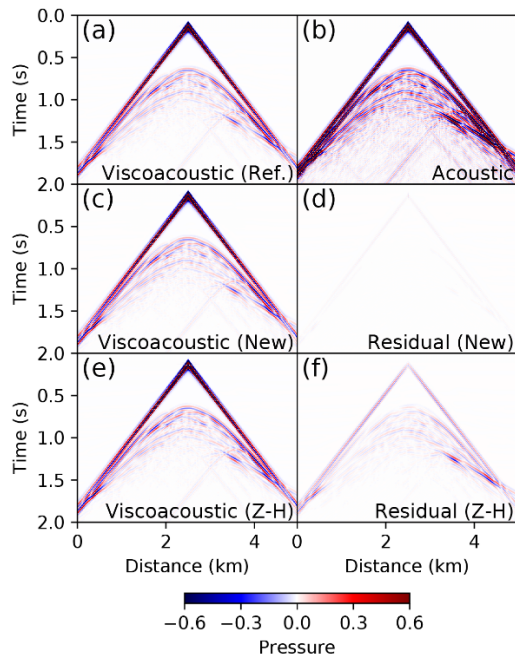 (a) (b)
0.0
0.5
Time (s)
1.0
1.5
Viscoacoustic (Ref.) Acoustic
2.0
(c) (d)
0.5
Time (s)
1.0
1.5
Viscoacoustic (New) Residual (New)
2.0
(e) (f)
0.5
Time (s)
1.0
1.5
Viscoacoustic (Z-H) Residual (Z-H)
2.0
0 2 4 0 2 4
Distance (km) Distance (km)
−0.6 −0.3 0.0 0.3 0.6
Pressure